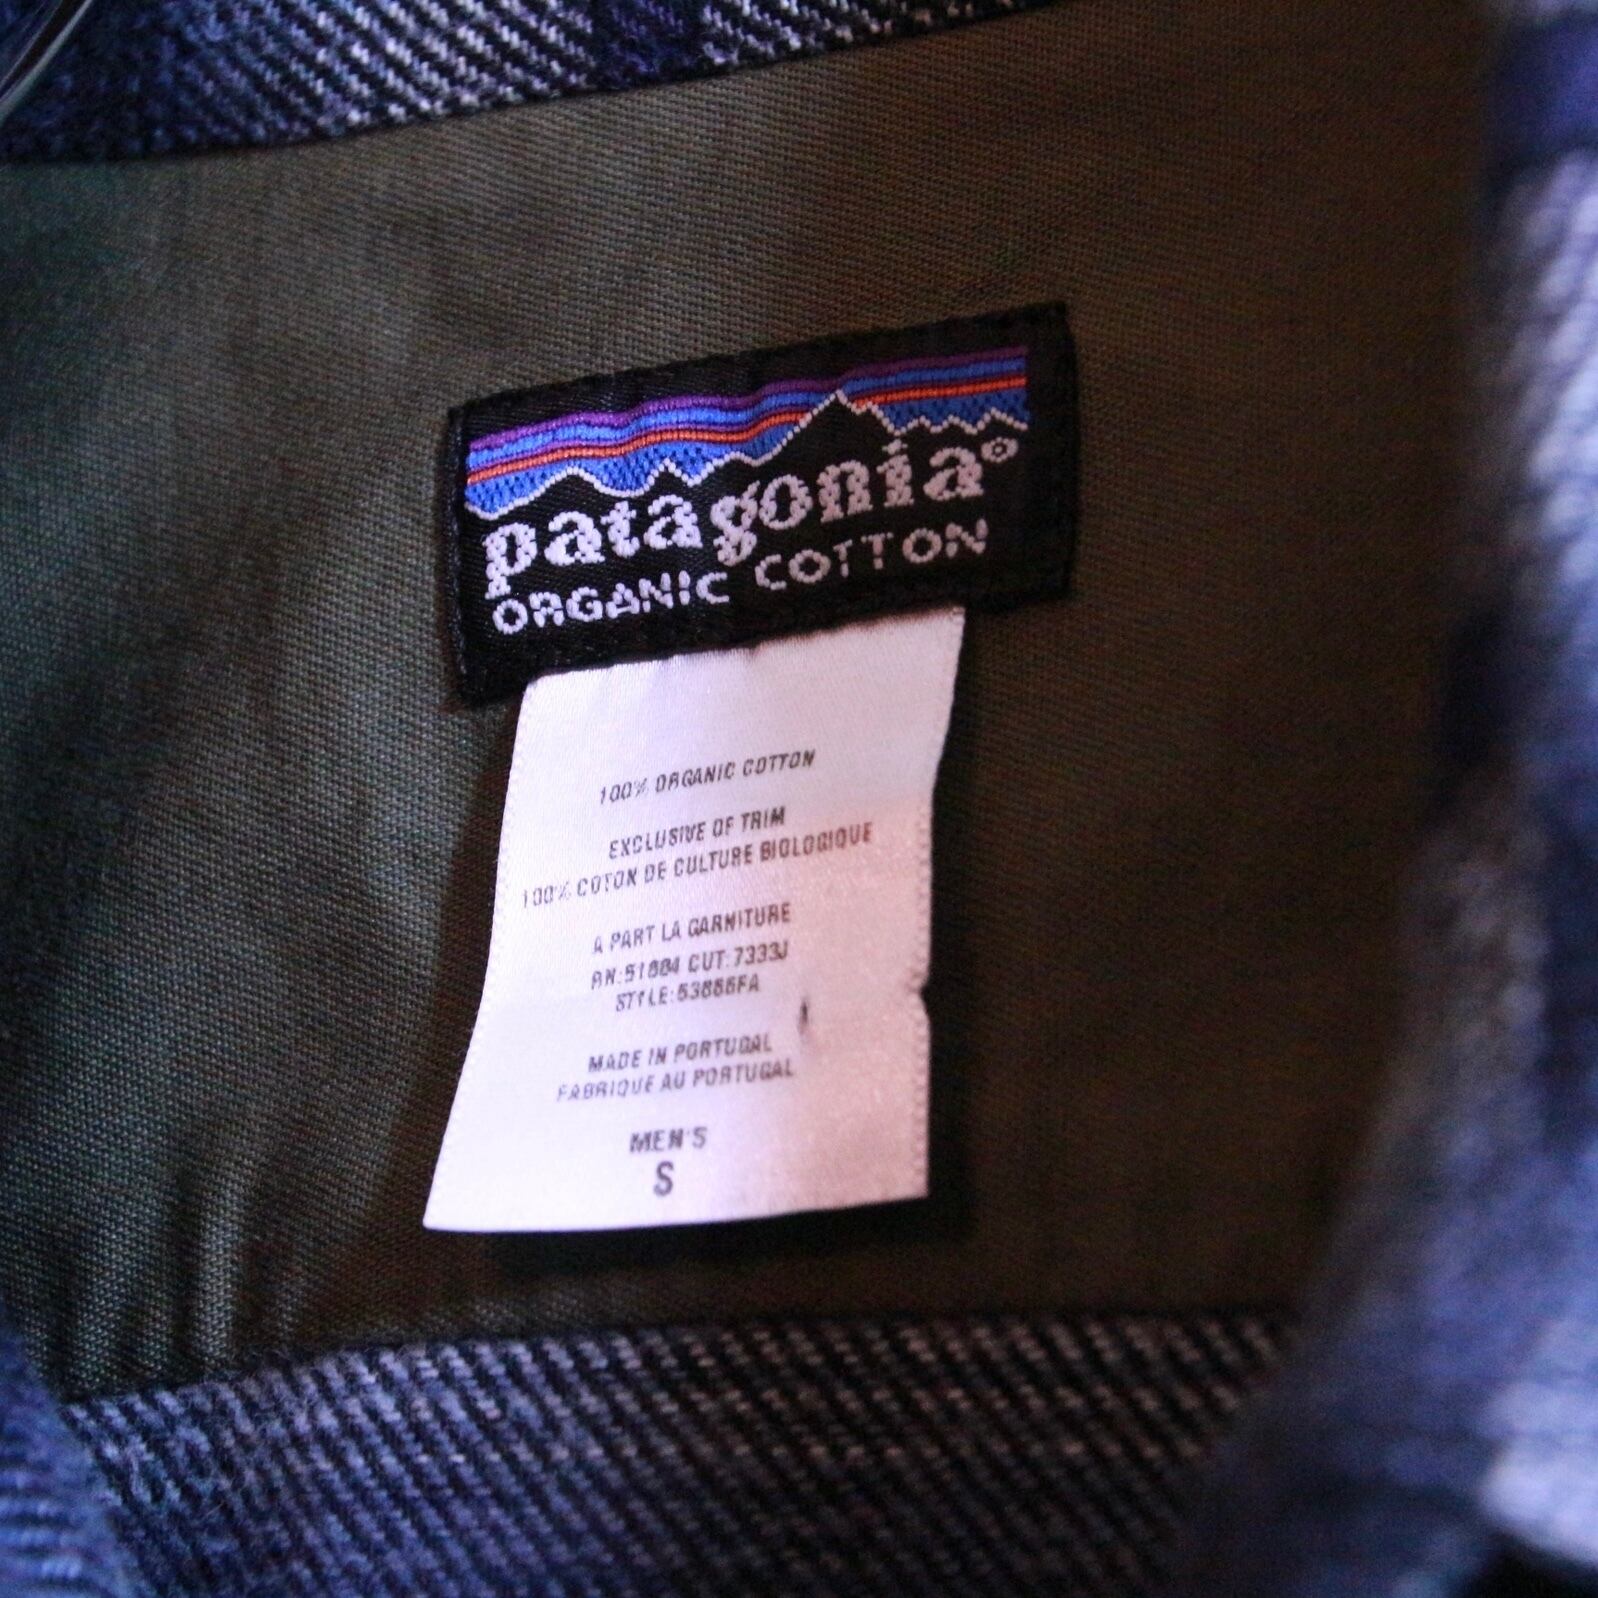 patagonia®
ORGANIC COTTON
100% ORGANIC COTTON
EXCLUSIVE OF TRIM
100% COTON DE CULTURE BIOLOGIQUE
A PART LA GARNITURE
RN:51884 CUT:7333J
STYLE:53855FA
MADE IN PORTUGAL
FABRIQUE AU PORTUGAL
MEN'S
S